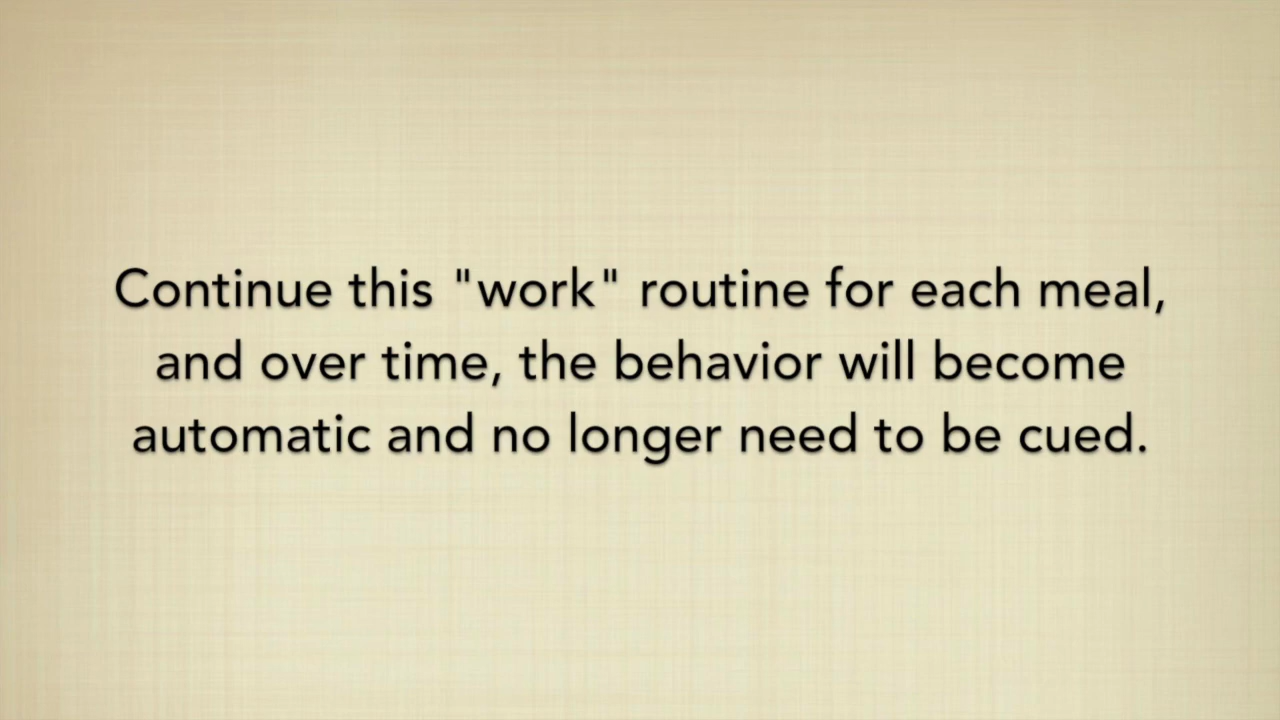 Continue this "work" routine for each meal,
and over time, the behavior will become
automatic and no longer need to be cued.